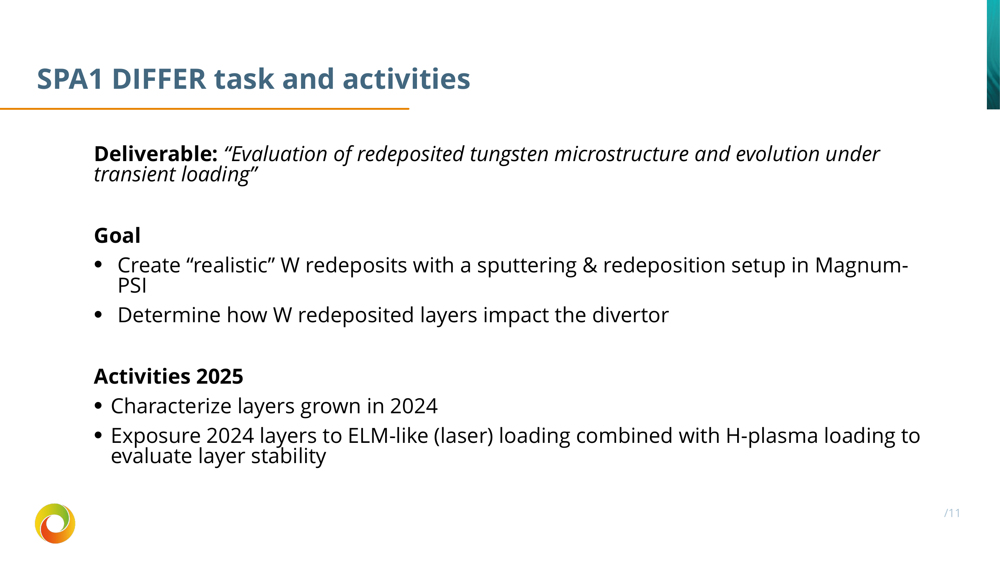 SPA1 DIFFER task and activities
Deliverable: “Evaluation of redeposited tungsten microstructure and evolution under
transient loading”
Goal
• Create “realistic” W redeposits with a sputtering & redeposition setup in Magnum-
PSI
• Determine how W redeposited layers impact the divertor
Activities 2025
• Characterize layers grown in 2024
• Exposure 2024 layers to ELM-like (laser) loading combined with H-plasma loading to
evaluate layer stability
/11